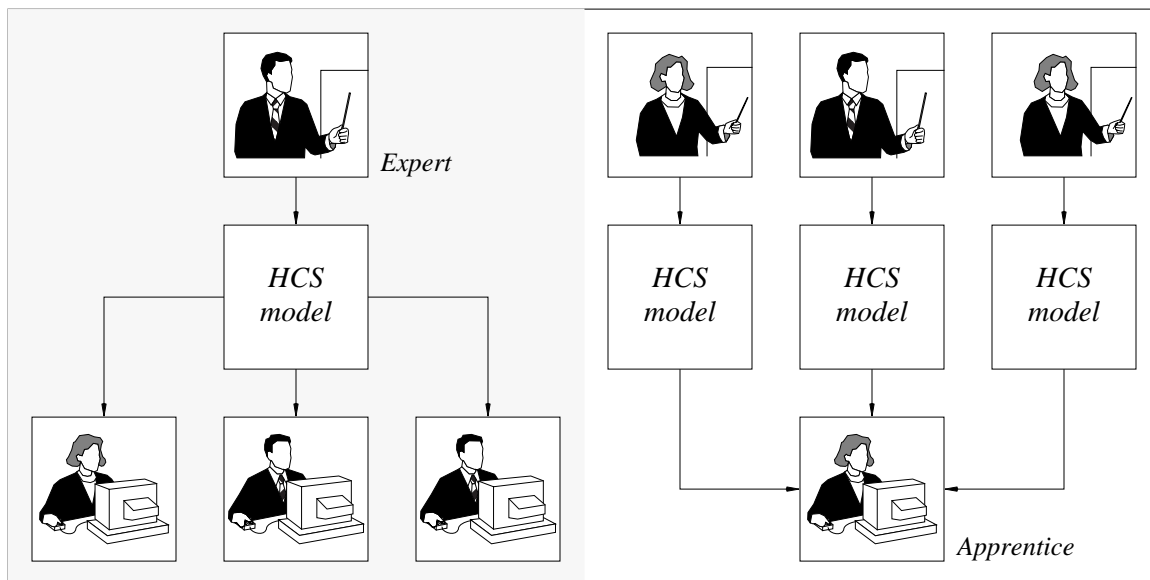 Expert
HCS
model
HCS
model
HCS
model
HCS
model
Apprentice